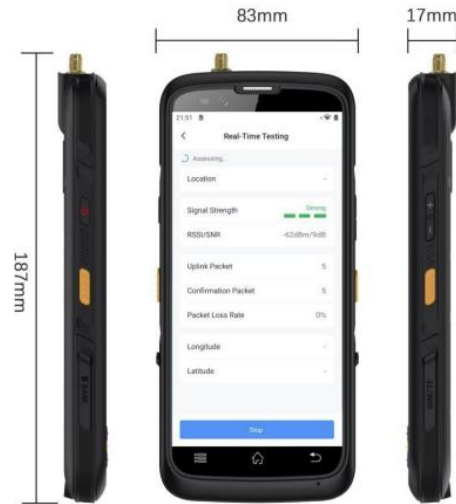 83mm
17mm
187mm
21:51
Real-Time Testing
Assessing..
Location -
Signal Strength Strong
RSSI/SNR -62dBm/9dB
Uplink Packet 5
Confirmation Packet 5
Packet Loss Rate 0%
Longitude -
Latitude -
Stop